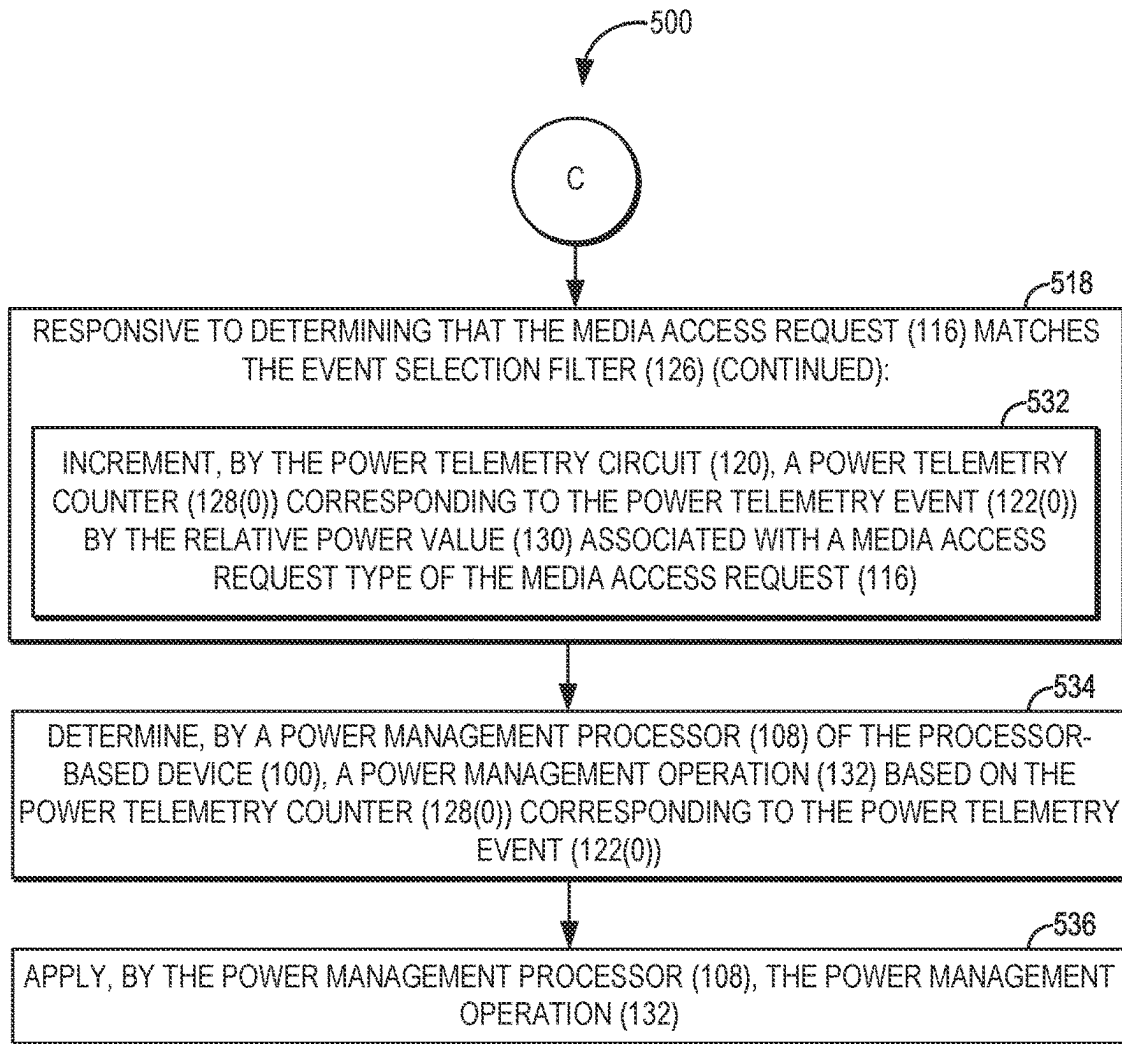 500
C
518
RESPONSIVE TO DETERMINING THAT THE MEDIA ACCESS REQUEST (116) MATCHES
THE EVENT SELECTION FILTER (126) (CONTINUED):
532
INCREMENT, BY THE POWER TELEMETRY CIRCUIT (120), A POWER TELEMETRY
COUNTER (128(0)) CORRESPONDING TO THE POWER TELEMETRY EVENT (122(0))
BY THE RELATIVE POWER VALUE (130) ASSOCIATED WITH A MEDIA ACCESS
REQUEST TYPE OF THE MEDIA ACCESS REQUEST (116)
534
DETERMINE, BY A POWER MANAGEMENT PROCESSOR (108) OF THE PROCESSOR-
BASED DEVICE (100), A POWER MANAGEMENT OPERATION (132) BASED ON THE
POWER TELEMETRY COUNTER (128(0)) CORRESPONDING TO THE POWER TELEMETRY
EVENT (122(0))
536
APPLY, BY THE POWER MANAGEMENT PROCESSOR (108), THE POWER MANAGEMENT
OPERATION (132)